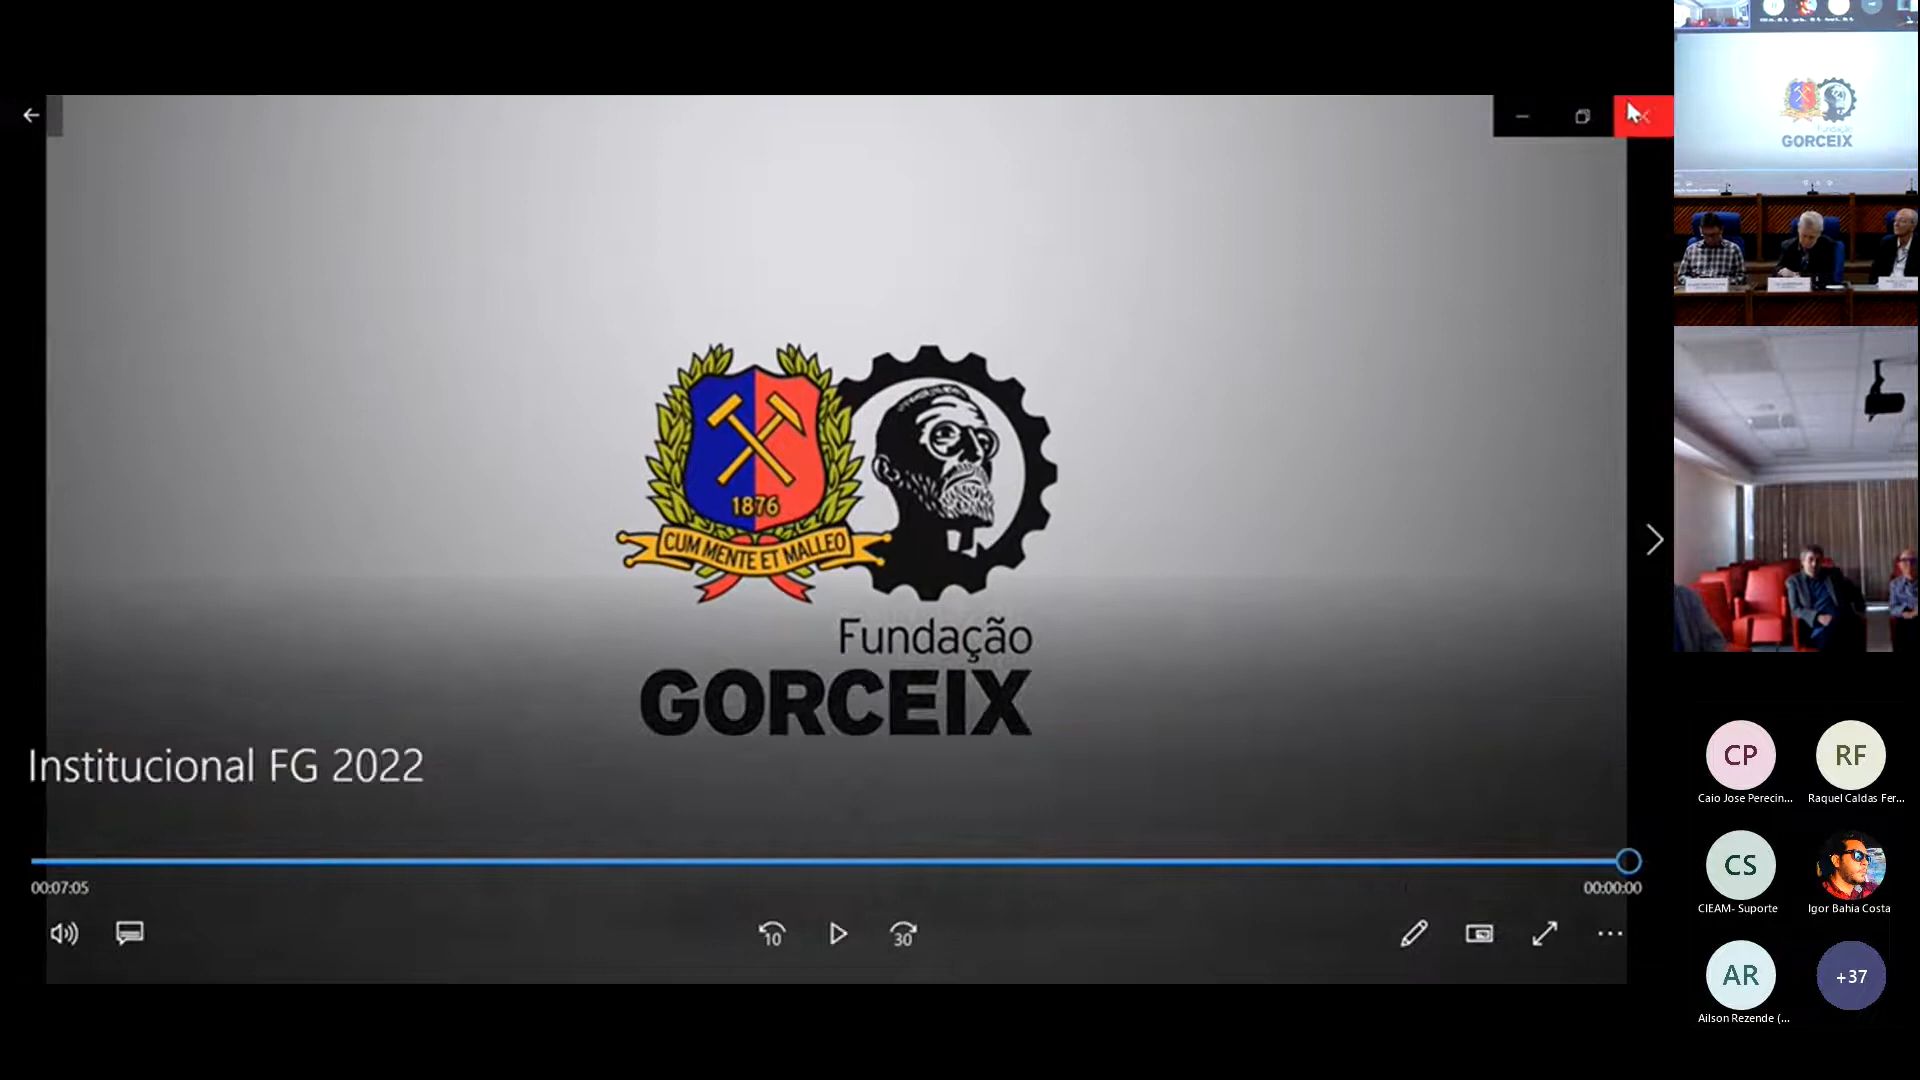 1876
CUM MENTE ET MALLEO
Fundação
GORCEIX
Institucional FG 2022
00:07:05
00:00:00
10
30
GORCEIX
CP
RF
Caio Jose Perecin...
Raquel Caldas Fer...
CS
CIEAM- Suporte
Igor Bahia Costa
AR
+37
Ailson Rezende (...